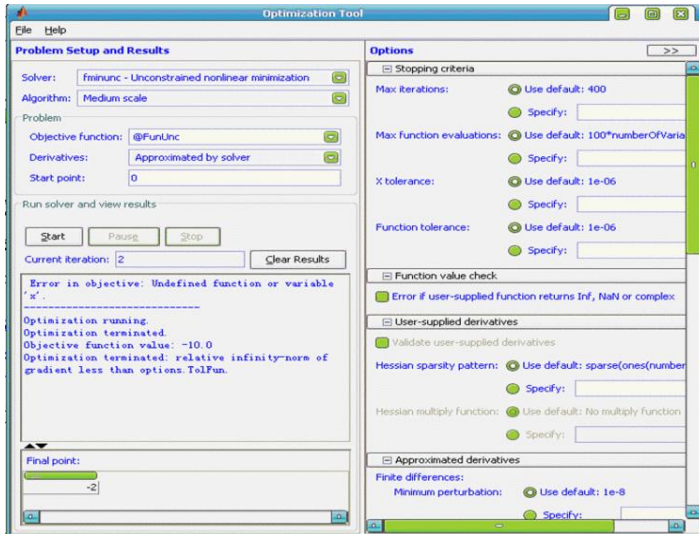 Optimization Tool
File Help
Problem Setup and Results
Solver: fminunc - Unconstrained nonlinear minimization
Algorithm: Medium scale
Problem
Objective function: @FunUnc
Derivatives: Approximated by solver
Start point: 0
Run solver and view results
Start Pause Stop
Current iteration: 2 Clear Results
Error in objective: Undefined function or variable
'x'.
------------------------------
Optimization running.
Optimization terminated.
Objective function value: -10.0
Optimization terminated: relative infinity-norm of
gradient less than options.TolFun.
Final point:
-2
Options >>
Stopping criteria
Max iterations: Use default: 400
Specify:
Max function evaluations: Use default: 100*numberOfVaria
Specify:
X tolerance: Use default: 1e-06
Specify:
Function tolerance: Use default: 1e-06
Specify:
Function value check
Error if user-supplied function returns Inf, NaN or complex
User-supplied derivatives
Validate user-supplied derivatives
Hessian sparsity pattern: Use default: sparse(ones(number
Specify:
Hessian multiply function: Use default: No multiply function
Specify:
Approximated derivatives
Finite differences:
Minimum perturbation: Use default: 1e-8
Specify: